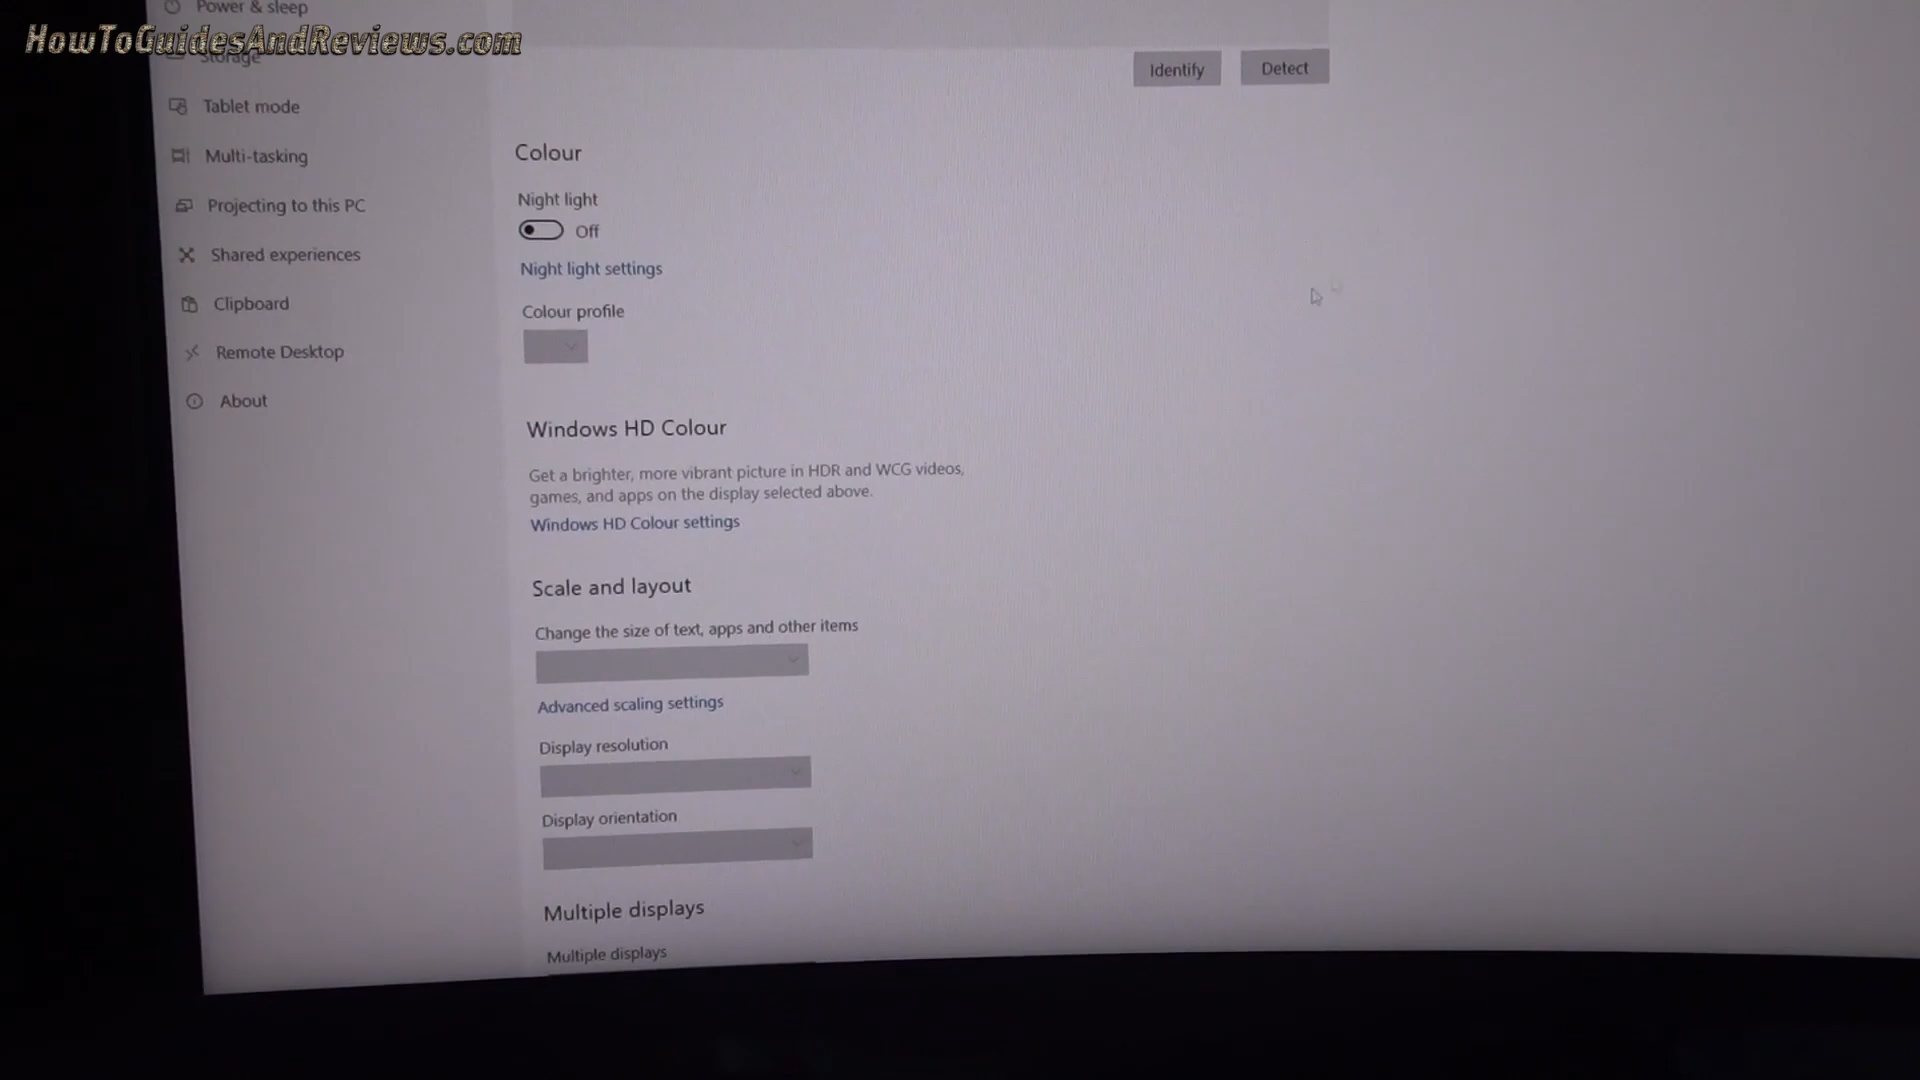 Power & sleep
HowToGuidesAndReviews.com
Storage
Tablet mode
Multi-tasking
Projecting to this PC
Shared experiences
Clipboard
Remote Desktop
About
Identify
Detect
Colour
Night light
Off
Night light settings
Colour profile
Windows HD Colour
Get a brighter, more vibrant picture in HDR and WCG videos,
games, and apps on the display selected above.
Windows HD Colour settings
Scale and layout
Change the size of text, apps and other items
Advanced scaling settings
Display resolution
Display orientation
Multiple displays
Multiple displays